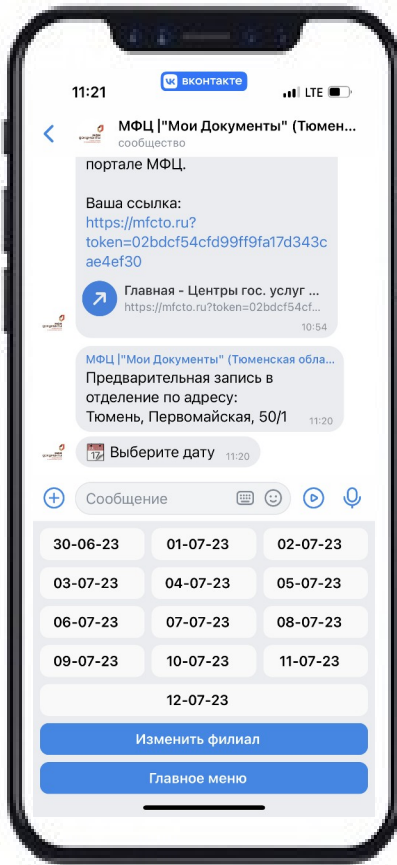 11:21
вконтакте
LTE
МФЦ |"Мои Документы" (Тюмен...
сообщество
портале МФЦ.
Ваша ссылка:
https://mfcto.ru?
token=02bdcf54cfd99ff9fa17d343c
ae4ef30
Главная - Центры гос. услуг ...
https://mfcto.ru?token=02bdcf54cf...
10:54
МФЦ |"Мои Документы" (Тюменская обла...
Предварительная запись в
отделение по адресу:
Тюмень, Первомайская, 50/1 11:20
17 Выберите дату 11:20
Сообщение
30-06-23 01-07-23 02-07-23
03-07-23 04-07-23 05-07-23
06-07-23 07-07-23 08-07-23
09-07-23 10-07-23 11-07-23
12-07-23
Изменить филиал
Главное меню